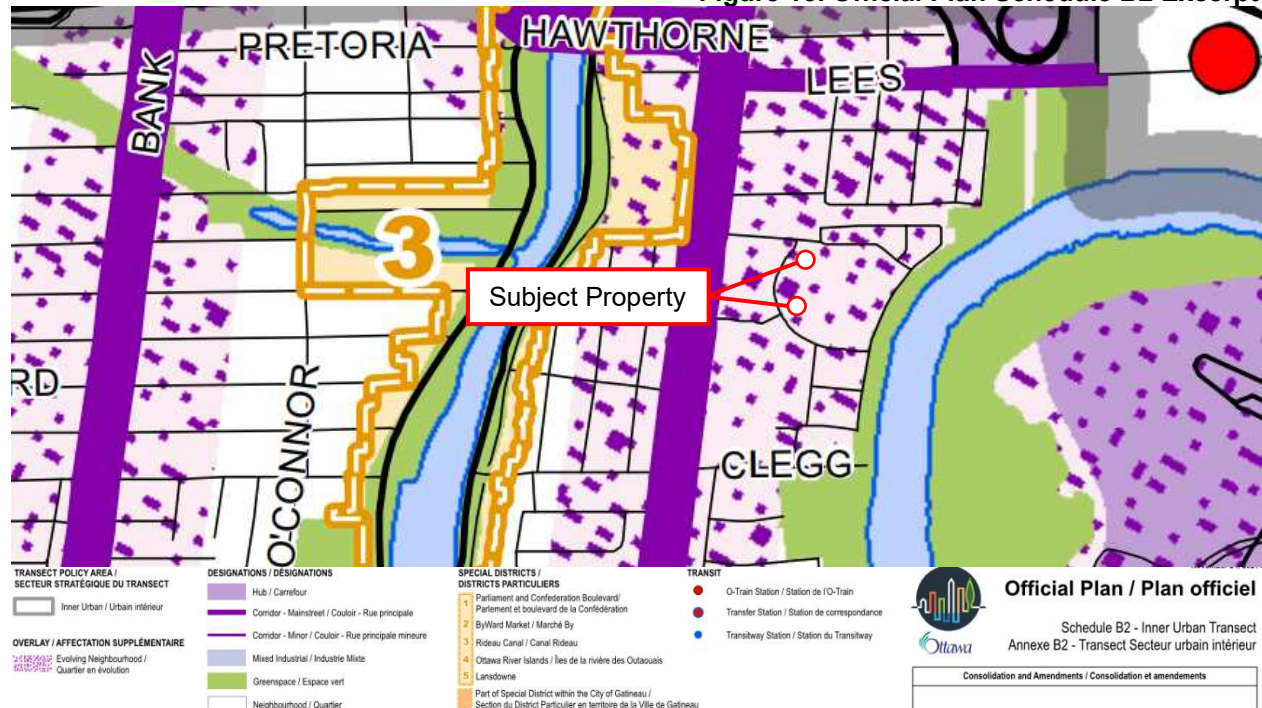 PRETORIA
HAWTHORNE
LEES
BANK
3
Subject Property
RD
O'CONNOR
CLEGG
TRANSECT POLICY AREA /
SECTEUR STRATÉGIQUE DU TRANSECT
Inner Urban / Urbain intérieur
OVERLAY / AFFECTATION SUPPLÉMENTAIRE
Evolving Neighbourhood /
Quartier en évolution
DESIGNATIONS / DÉSIGNATIONS
Hub / Carrefour
Corridor - Mainstreet / Couloir - Rue principale
Corridor - Minor / Couloir - Rue principale mineure
Mixed Industrial / Industrie Mixte
Greenspace / Espace vert
Neighbourhood / Quartier
SPECIAL DISTRICTS /
DISTRICTS PARTICULIERS
1 Parliament and Confederation Boulevard/
Parlement et boulevard de la Confédération
2 ByWard Market / Marché By
3 Rideau Canal / Canal Rideau
4 Ottawa River Islands / Îles de la rivière des Outaouais
5 Lansdowne
Part of Special District within the City of Gatineau /
Section du District Particulier en territoire de la Ville de Gatineau
TRANSIT
O-Train Station / Station de l'O-Train
Transfer Station / Station de correspondance
Transitway Station / Station du Transitway
Ottawa
Official Plan / Plan officiel
Schedule B2 - Inner Urban Transect
Annexe B2 - Transect Secteur urbain intérieur
Consolidation and Amendments / Consolidation et amendements